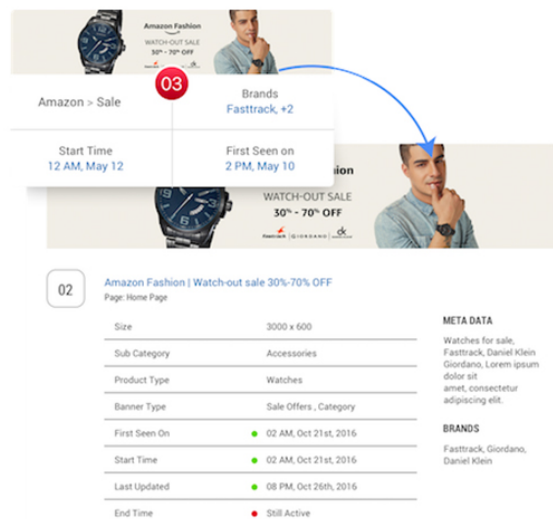 Amazon Fashion
WATCH-OUT SALE
30% - 70% OFF
03
Amazon > Sale
Brands
Fasttrack, +2
Start Time
12 AM, May 12
First Seen on
2 PM, May 10
WATCH-OUT SALE
30% - 70% OFF
GIORDANO
dk
02
Amazon Fashion | Watch-out sale 30%-70% OFF
Page: Home Page
Size 3000 x 600
Sub Category Accessories
Product Type Watches
Banner Type Sale Offers , Category
First Seen On 02 AM, Oct 21st, 2016
Start Time 02 AM, Oct 21st, 2016
Last Updated 08 PM, Oct 26th, 2016
End Time Still Active
META DATA
Watches for sale,
Fasttrack, Daniel Klein
Giordano, Lorem ipsum
dolor sit
amet, consectetur
adipiscing elit.
BRANDS
Fasttrack, Giordano,
Daniel Klein